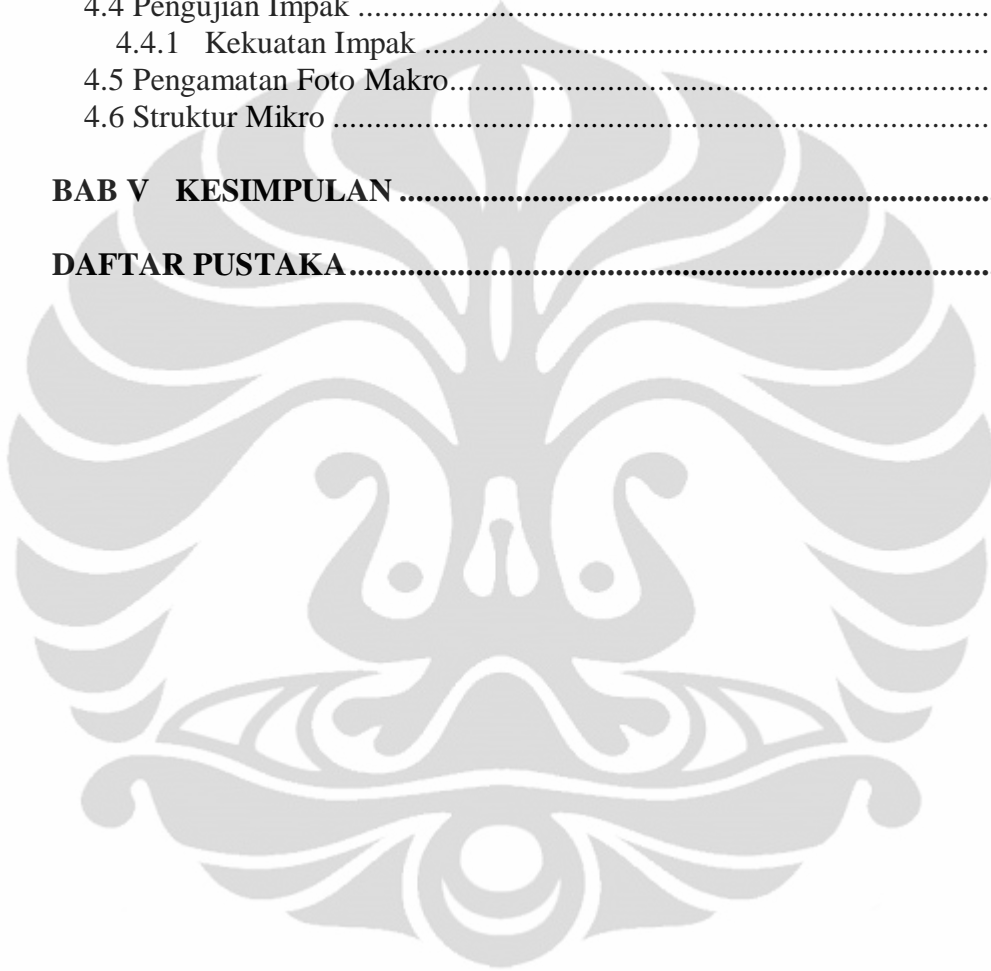 4.4 Pengujian Impak ................................................................................
4.4.1 Kekuatan Impak .........................................................................
4.5 Pengamatan Foto Makro......................................................................
4.6 Struktur Mikro ...................................................................................
BAB V KESIMPULAN ............................................................................
DAFTAR PUSTAKA..................................................................................